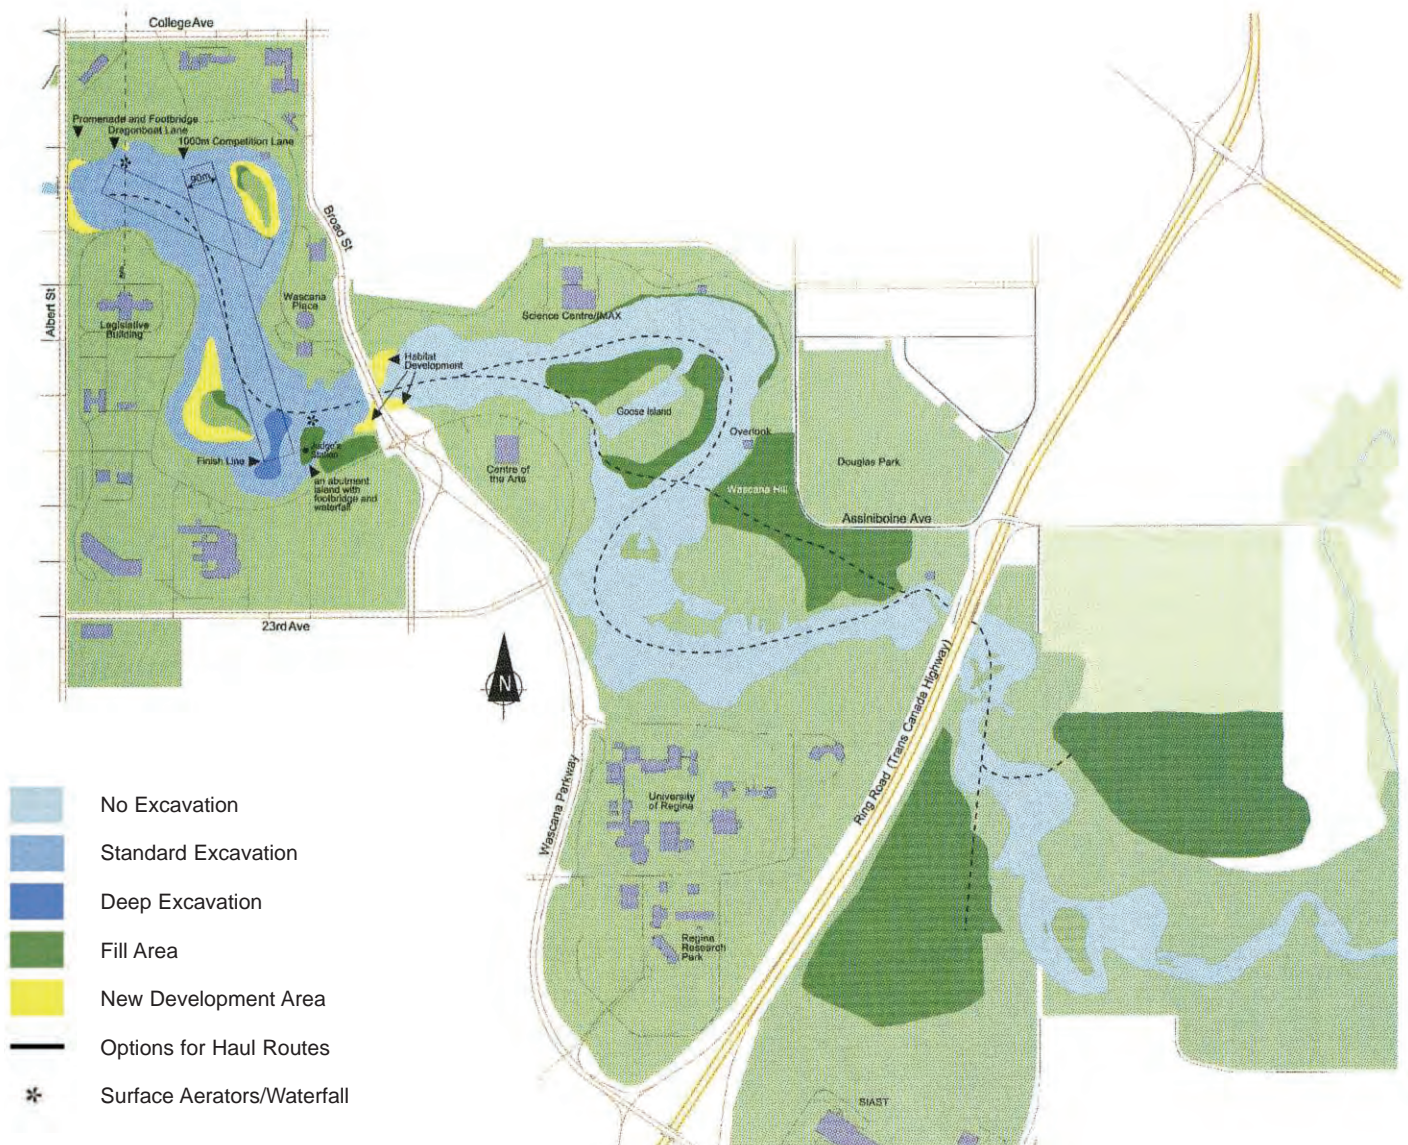 College Ave
Promenade and Footbridge
Dragonboat Lane
1000m Competition Lane
90m
Broad St
Albert St
Wascana
Place
Legislative
Building
Science Centre/IMAX
Habitat
Development
Goose Island
Overlook
Douglas Park
Wascana Hill
Assiniboine Ave
Centre of
the Arts
Judge's
Station
Finish Line
an abutment
island with
footbridge and
waterfall
23rd Ave
N
Ring Road (Trans Canada Highway)
Wascana Parkway
University
of Regina
Regina
Research
Park
SIAST
No Excavation
Standard Excavation
Deep Excavation
Fill Area
New Development Area
Options for Haul Routes
Surface Aerators/Waterfall